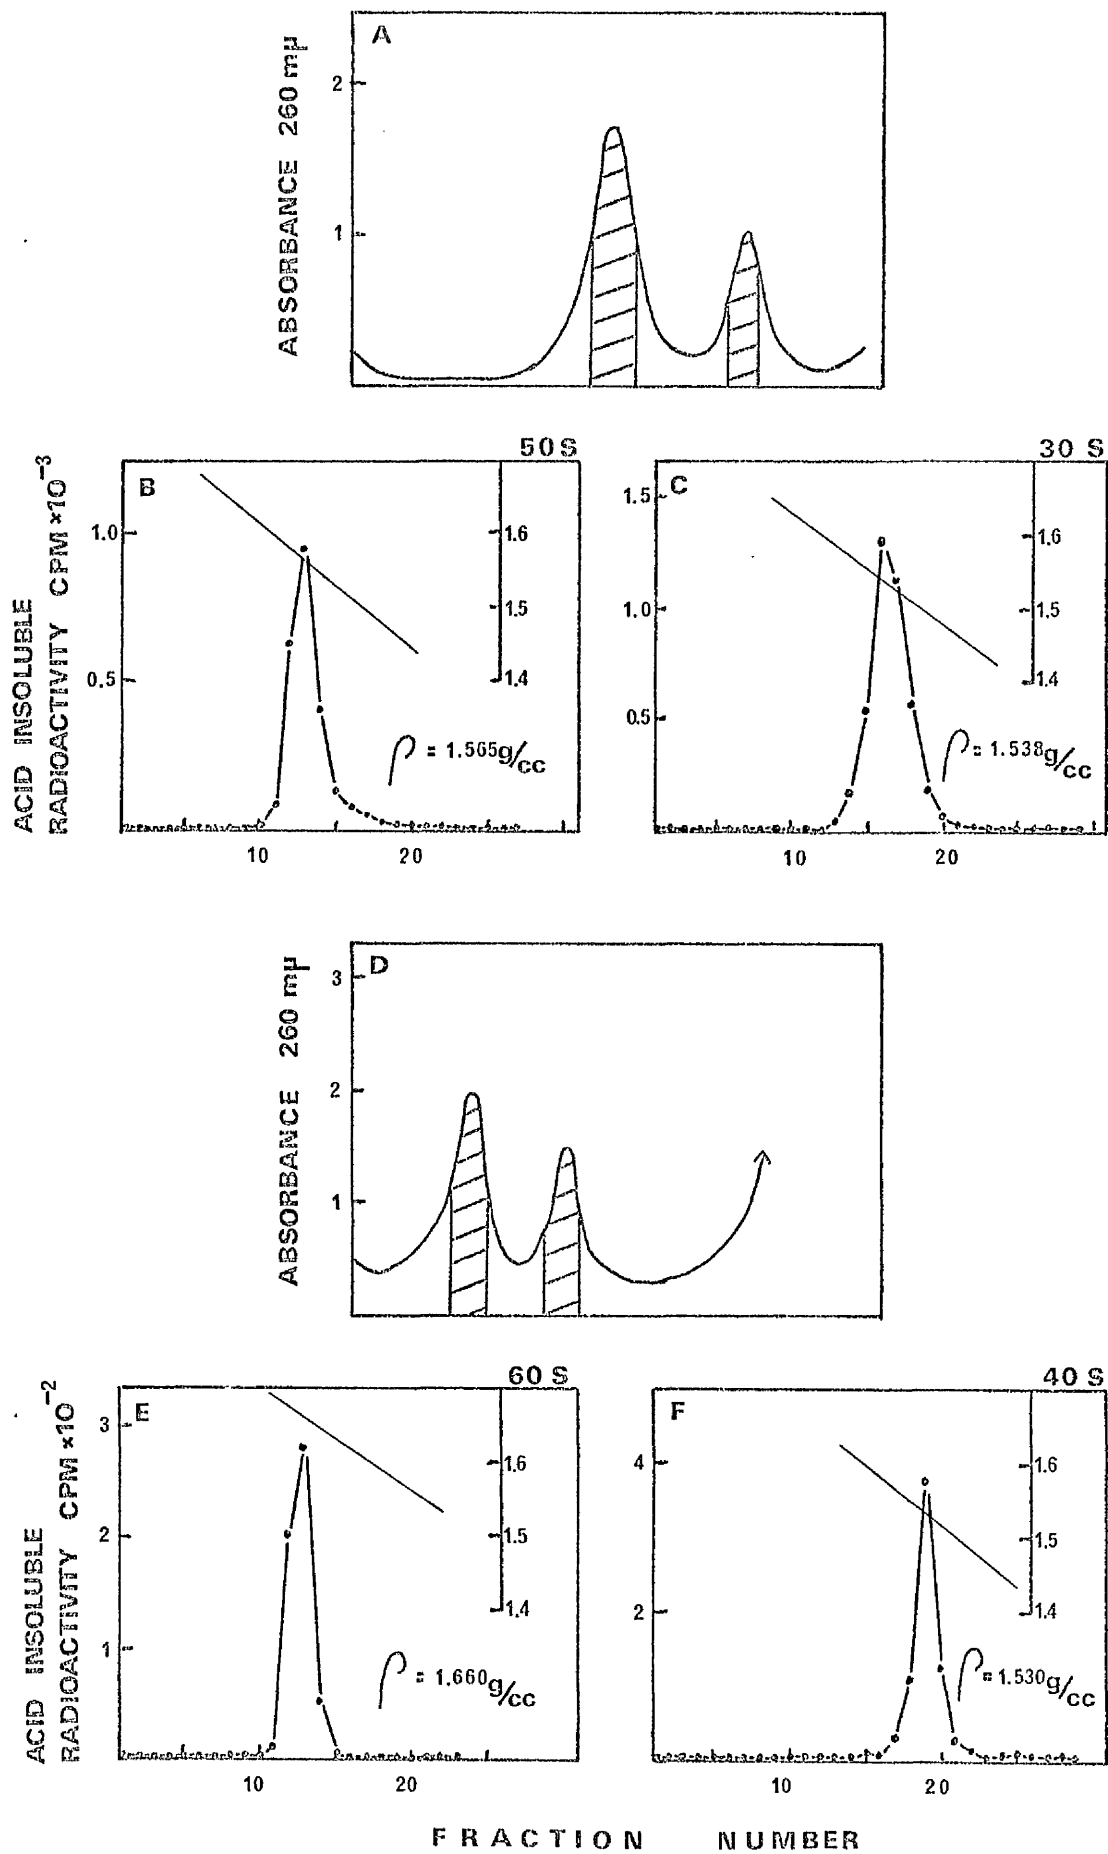 A
ABSORBANCE 260 mµ
2
1
50S
30 S
B
C
ACID INSOLUBLE
RADIOACTIVITY CPM ×10⁻³
1.0
0.5
1.6
1.5
1.4
ρ = 1.565g/cc
10
20
1.5
1.0
0.5
1.6
1.5
1.4
ρ = 1.538g/cc
10
20
D
ABSORBANCE 260 mµ
3
2
1
60 S
40 S
E
F
ACID INSOLUBLE
RADIOACTIVITY CPM ×10⁻²
3
2
1
1.6
1.5
1.4
ρ = 1.660g/cc
10
20
4
2
1.6
1.5
1.4
ρ = 1.530g/cc
10
20
FRACTION NUMBER